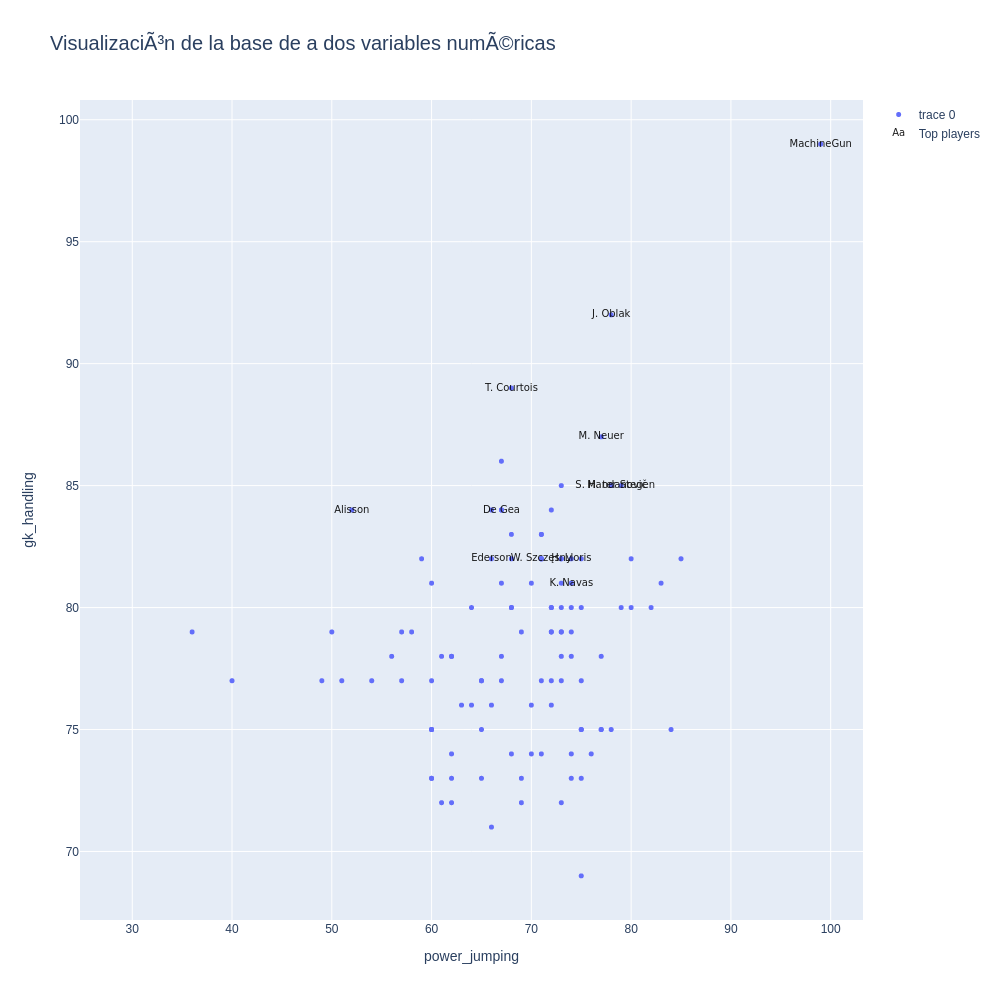 VisualizaciÃ³n de la base de a dos variables numÃ©ricas
trace 0
Aa Top players
MachineGun
J. Oblak
T. Courtois
M. Neuer
Alisson
De Gea
Ederson
W. Szczęsny
H. Lloris
K. Navas
gk_handling
100
95
90
85
80
75
70
30 40 50 60 70 80 90 100
power_jumping